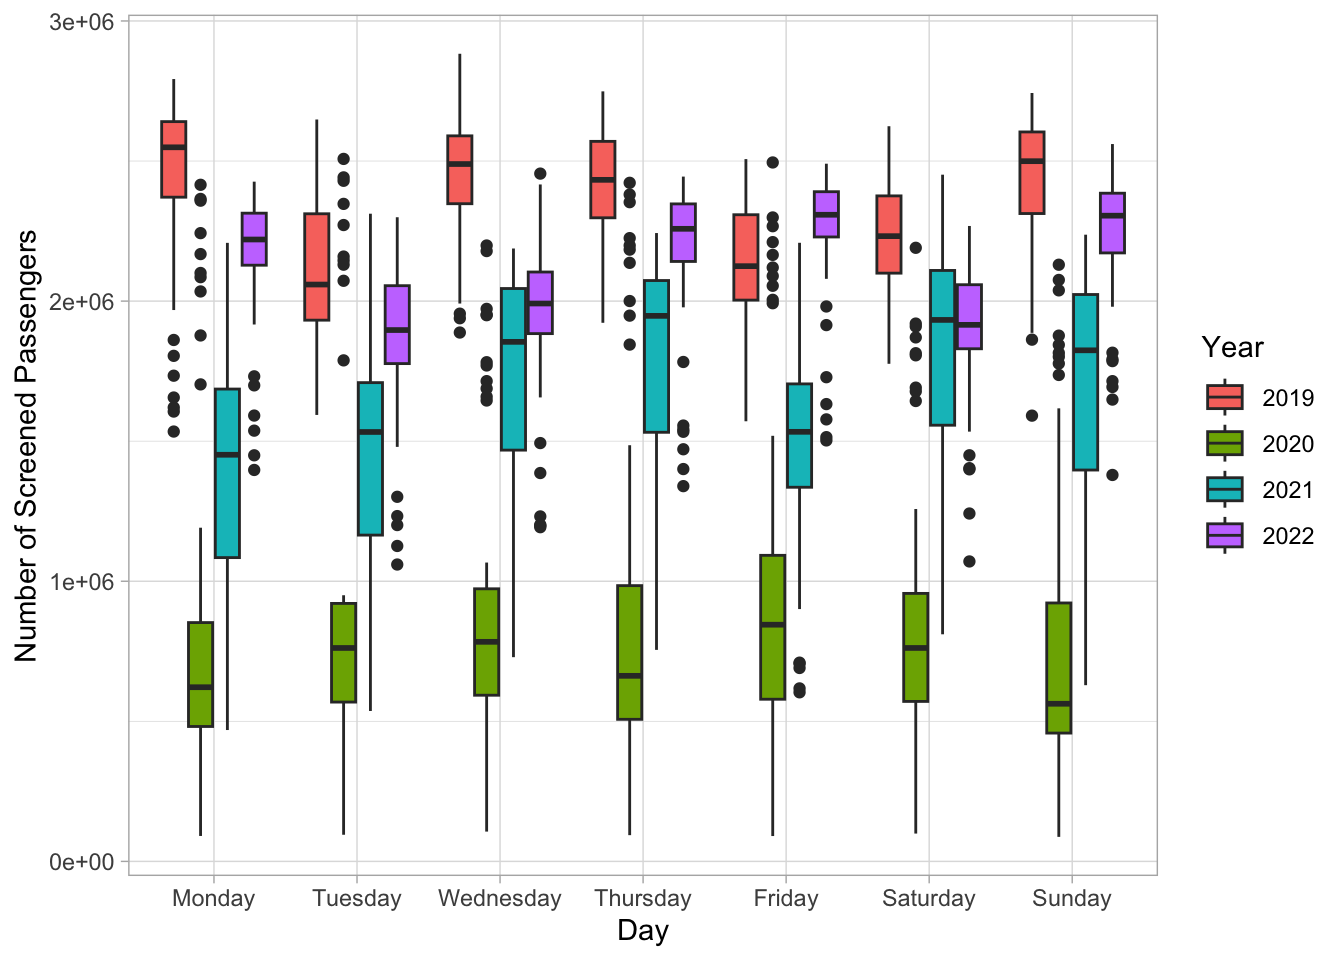 Number of Screened Passengers
3e+06
2e+06
1e+06
0e+00
Monday Tuesday Wednesday Thursday Friday Saturday Sunday
Day
Year
2019
2020
2021
2022